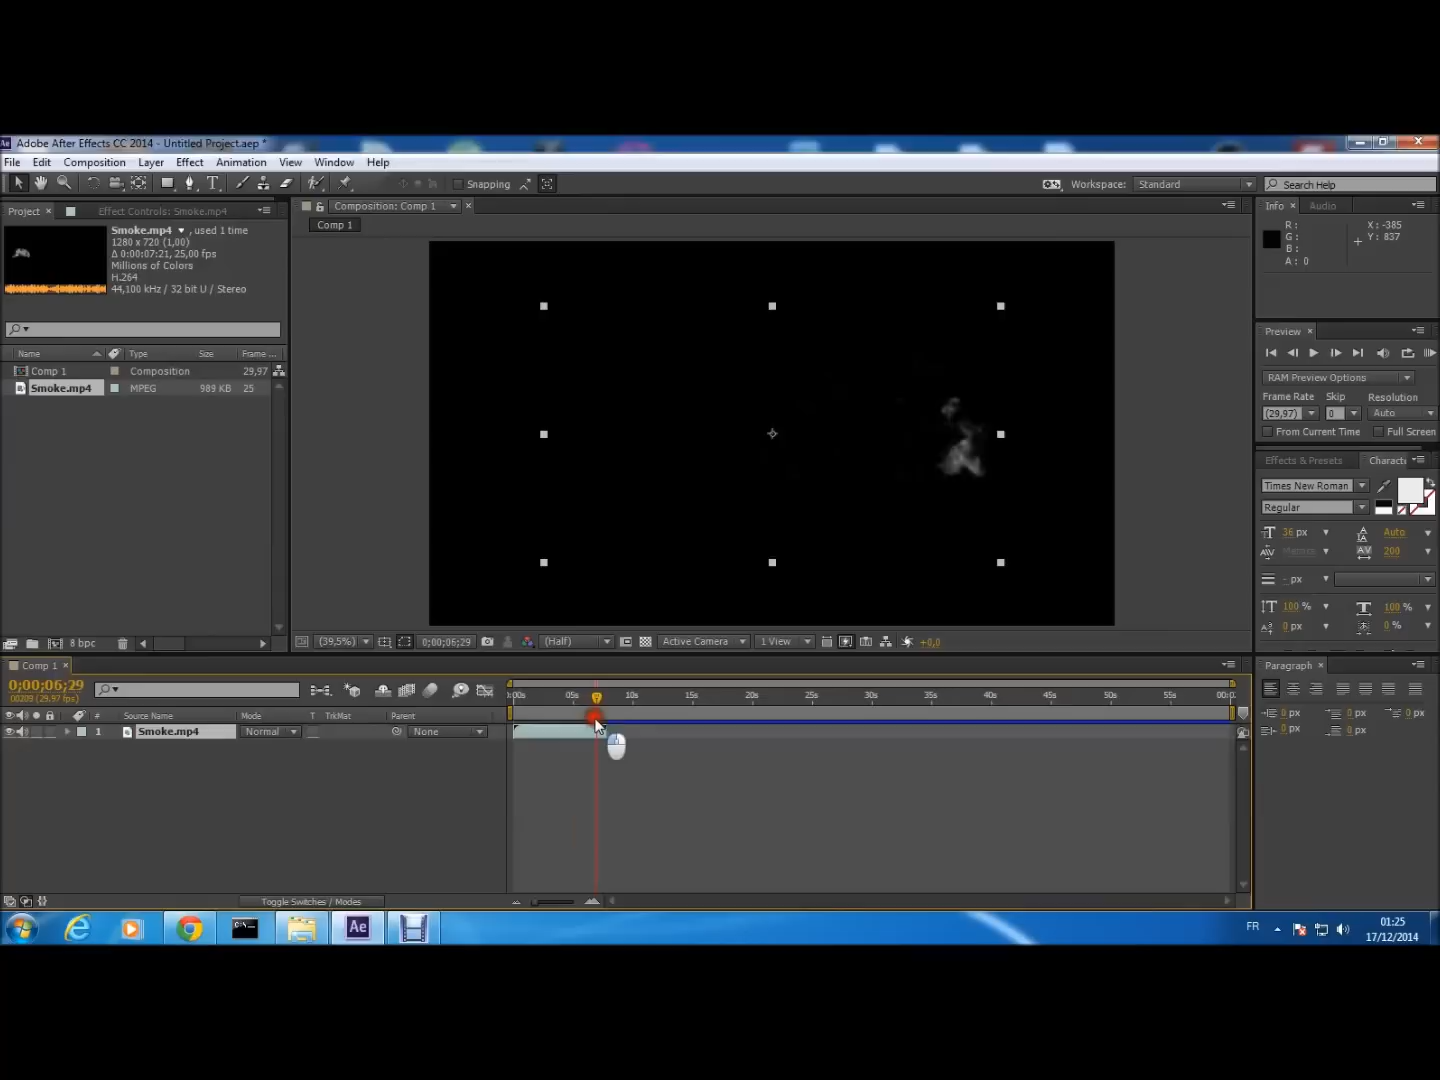 Adobe After Effects CC 2014 - Untitled Project.aep *
File Edit Composition Layer Effect Animation View Window Help
Snapping
Workspace: Standard
Search Help
Project
Effect Controls: Smoke.mp4
Composition: Comp 1
Comp 1
Smoke.mp4 , used 1 time
1280 x 720 (1,00)
Δ 0:00:07:21, 25,00 fps
Millions of Colors
H.264
44,100 kHz / 32 bit U / Stereo
Name Type Size Frame ...
Comp 1 Composition 29,97
Smoke.mp4 MPEG 989 KB 25
8 bpc
Info Audio
R:
G:
B:
A: 0
X: -385
Y: 837
Preview
RAM Preview Options
Frame Rate Skip Resolution
(29,97) 0 Auto
From Current Time Full Screen
Effects & Presets Charact
Times New Roman
Regular
36 px Auto
Metrics 200
- px
100 % 100 %
0 px 0 %
(39,5%) 0;00;06;29 (Half) Active Camera 1 View +0,0
Comp 1
0;00;06;29
00209 (29.97 fps)
:00s 05s 10s 15s 20s 25s 30s 35s 40s 45s 50s 55s 00:
# Source Name Mode T TrkMat Parent
1 Smoke.mp4 Normal None
Toggle Switches / Modes
Paragraph
0 px 0 px 0 px
0 px 0 px
Ae
FR
01:25
17/12/2014